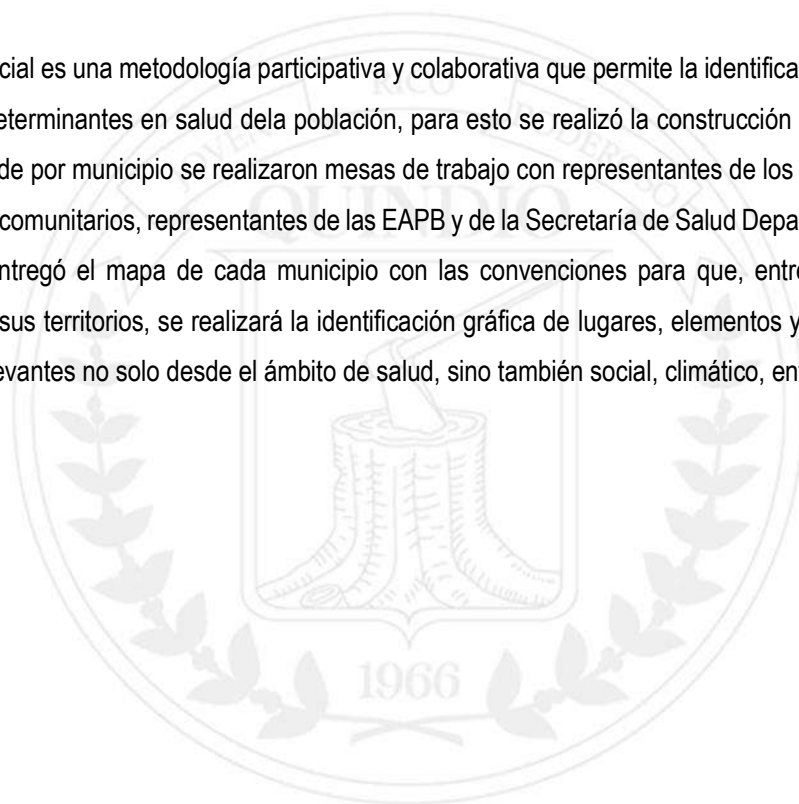 cial es una metodología participativa y colaborativa que permite la identifica
eterminantes en salud dela población, para esto se realizó la construcción
de por municipio se realizaron mesas de trabajo con representantes de los
comunitarios, representantes de las EAPB y de la Secretaría de Salud Depa
ntregó el mapa de cada municipio con las convenciones para que, entre
sus territorios, se realizará la identificación gráfica de lugares, elementos y
evantes no solo desde el ámbito de salud, sino también social, climático, en
JOVEN RICO PODEROSO
QUINDIO
1966